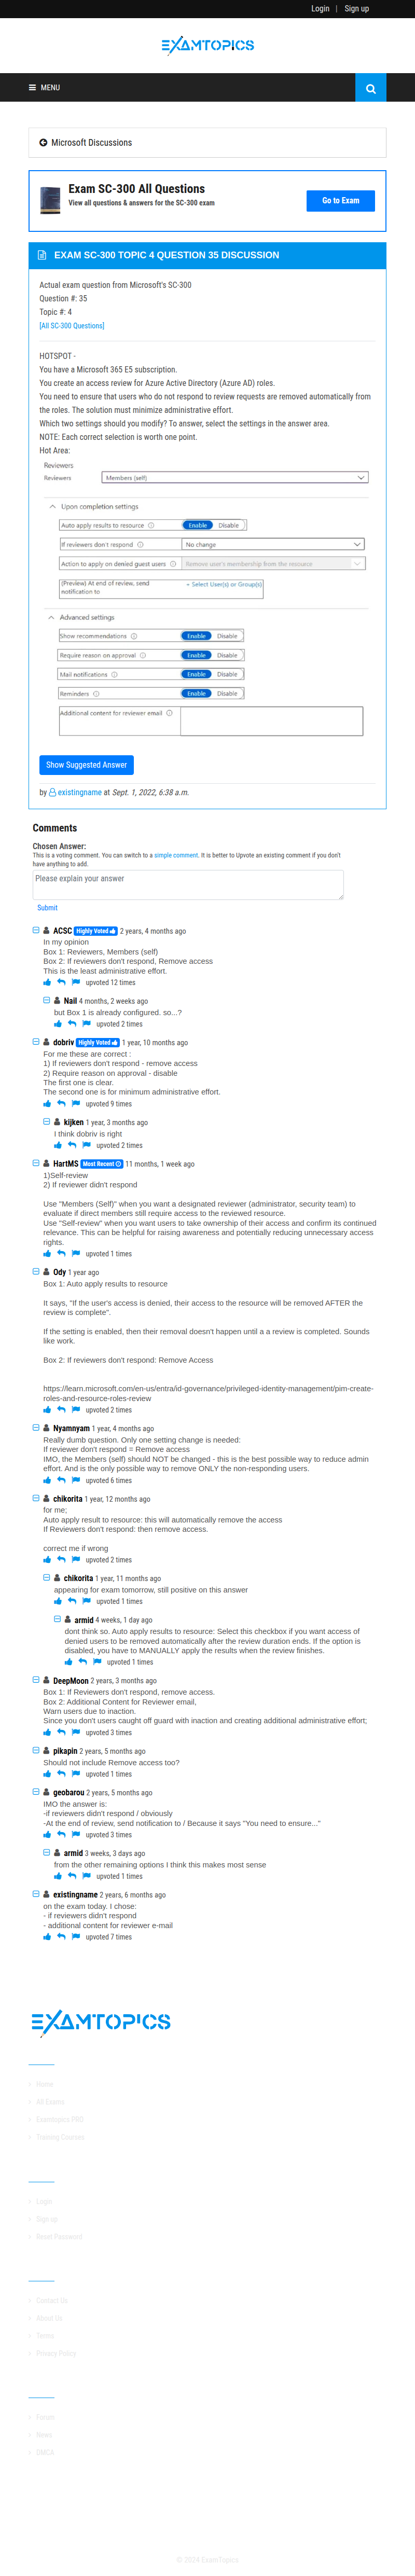 Login | Sign up
EXAMTOPICS
MENU
Microsoft Discussions
Exam SC-300 All Questions
View all questions & answers for the SC-300 exam
Go to Exam
EXAM SC-300 TOPIC 4 QUESTION 35 DISCUSSION
Actual exam question from Microsoft's SC-300
Question #: 35
Topic #: 4
[All SC-300 Questions]
HOTSPOT -
You have a Microsoft 365 E5 subscription.
You create an access review for Azure Active Directory (Azure AD) roles.
You need to ensure that users who do not respond to review requests are removed automatically from
the roles. The solution must minimize administrative effort.
Which two settings should you modify? To answer, select the settings in the answer area.
NOTE: Each correct selection is worth one point.
Hot Area:
Reviewers
Reviewers Members (self)
Upon completion settings
Auto apply results to resource Enable Disable
If reviewers don't respond No change
Action to apply on denied guest users Remove user's membership from the resource
(Preview) At end of review, send
notification to
+ Select User(s) or Group(s)
Advanced settings
Show recommendations Enable Disable
Require reason on approval Enable Disable
Mail notifications Enable Disable
Reminders Enable Disable
Additional content for reviewer email
Show Suggested Answer
by existingname at Sept. 1, 2022, 6:38 a.m.
Comments
Chosen Answer:
This is a voting comment. You can switch to a simple comment. It is better to Upvote an existing comment if you don't
have anything to add.
Please explain your answer
Submit
ACSC Highly Voted 2 years, 4 months ago
In my opinion
Box 1: Reviewers, Members (self)
Box 2: If reviewers don't respond, Remove access
This is the least administrative effort.
upvoted 12 times
Nail 4 months, 2 weeks ago
but Box 1 is already configured. so...?
upvoted 2 times
dobriv Highly Voted 1 year, 10 months ago
For me these are correct :
1) If reviewers don't respond - remove access
2) Require reason on approval - disable
The first one is clear.
The second one is for minimum administrative effort.
upvoted 9 times
kijken 1 year, 3 months ago
I think dobriv is right
upvoted 2 times
HartMS Most Recent 11 months, 1 week ago
1)Self-review
2) If reviewer didn't respond
Use "Members (Self)" when you want a designated reviewer (administrator, security team) to
evaluate if direct members still require access to the reviewed resource.
Use "Self-review" when you want users to take ownership of their access and confirm its continued
relevance. This can be helpful for raising awareness and potentially reducing unnecessary access
rights.
upvoted 1 times
Ody 1 year ago
Box 1: Auto apply results to resource
It says, "If the user's access is denied, their access to the resource will be removed AFTER the
review is complete".
If the setting is enabled, then their removal doesn't happen until a a review is completed. Sounds
like work.
Box 2: If reviewers don't respond: Remove Access
https://learn.microsoft.com/en-us/entra/id-governance/privileged-identity-management/pim-create-
roles-and-resource-roles-review
upvoted 2 times
Nyamnyam 1 year, 4 months ago
Really dumb question. Only one setting change is needed:
If reviewer don't respond = Remove access
IMO, the Members (self) should NOT be changed - this is the best possible way to reduce admin
effort. And is the only possible way to remove ONLY the non-responding users.
upvoted 6 times
chikorita 1 year, 12 months ago
for me;
Auto apply result to resource: this will automatically remove the access
If Reviewers don't respond: then remove access.
correct me if wrong
upvoted 2 times
chikorita 1 year, 11 months ago
appearing for exam tomorrow, still positive on this answer
upvoted 1 times
armid 4 weeks, 1 day ago
dont think so. Auto apply results to resource: Select this checkbox if you want access of
denied users to be removed automatically after the review duration ends. If the option is
disabled, you have to MANUALLY apply the results when the review finishes.
upvoted 1 times
DeepMoon 2 years, 3 months ago
Box 1: If Reviewers don't respond, remove access.
Box 2: Additional Content for Reviewer email,
Warn users due to inaction.
Since you don't users caught off guard with inaction and creating additional administrative effort;
upvoted 3 times
pikapin 2 years, 5 months ago
Should not include Remove access too?
upvoted 1 times
geobarou 2 years, 5 months ago
IMO the answer is:
-if reviewers didn't respond / obviously
-At the end of review, send notification to / Because it says "You need to ensure..."
upvoted 3 times
armid 3 weeks, 3 days ago
from the other remaining options I think this makes most sense
upvoted 1 times
existingname 2 years, 6 months ago
on the exam today. I chose:
- if reviewers didn't respond
- additional content for reviewer e-mail
upvoted 7 times
EXAMTOPICS
Home
All Exams
Examtopics PRO
Training Courses
Login
Sign up
Reset Password
Contact Us
About Us
Terms
Privacy Policy
Forum
News
DMCA
© 2024 ExamTopics